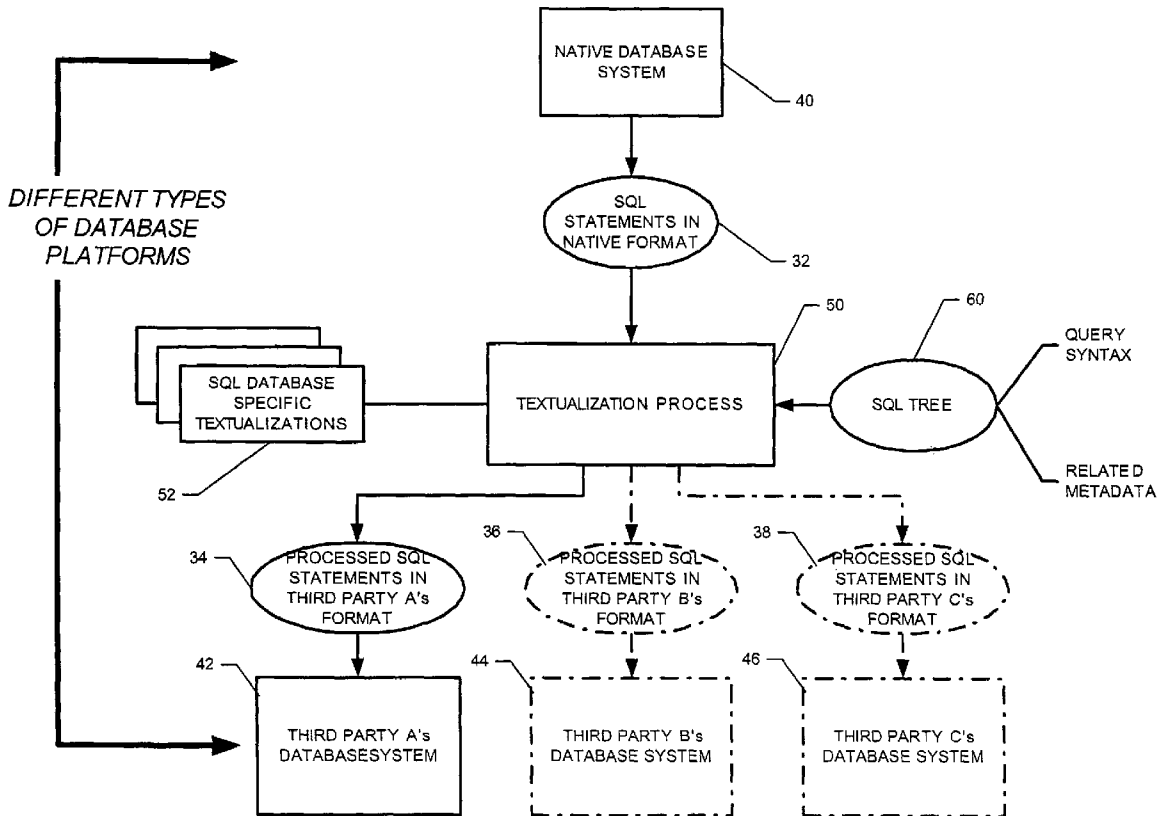 NATIVE DATABASE
SYSTEM
40
DIFFERENT TYPES
OF DATABASE
PLATFORMS
SQL
STATEMENTS IN
NATIVE FORMAT
32
50
60
QUERY
SYNTAX
SQL DATABASE
SPECIFIC
TEXTUALIZATIONS
TEXTUALIZATION PROCESS
SQL TREE
52
RELATED
METADATA
34
PROCESSED SQL
STATEMENTS IN
THIRD PARTY A's
FORMAT
36
PROCESSED SQL
STATEMENTS IN
THIRD PARTY B's
FORMAT
38
PROCESSED SQL
STATEMENTS IN
THIRD PARTY C's
FORMAT
42
THIRD PARTY A's
DATABASESYSTEM
44
THIRD PARTY B's
DATABASE SYSTEM
46
THIRD PARTY C's
DATABASE SYSTEM